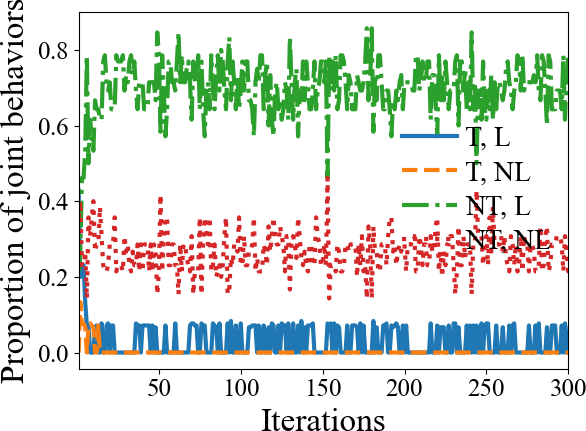 Proportion of joint behaviors
0.8
0.6
0.4
0.2
0.0
T, L
T, NL
NT, L
NT, NL
50
100
150
200
250
300
Iterations